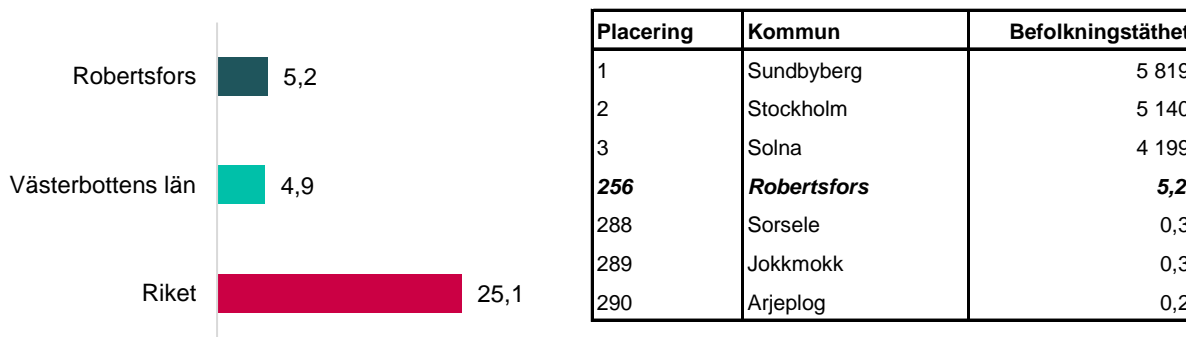 Robertsfors 5,2
Västerbottens län 4,9
Riket 25,1
Placering Kommun Befolkningstäthet
1 Sundbyberg 5 819
2 Stockholm 5 140
3 Solna 4 199
256 Robertsfors 5,2
288 Sorsele 0,3
289 Jokkmokk 0,3
290 Arjeplog 0,2